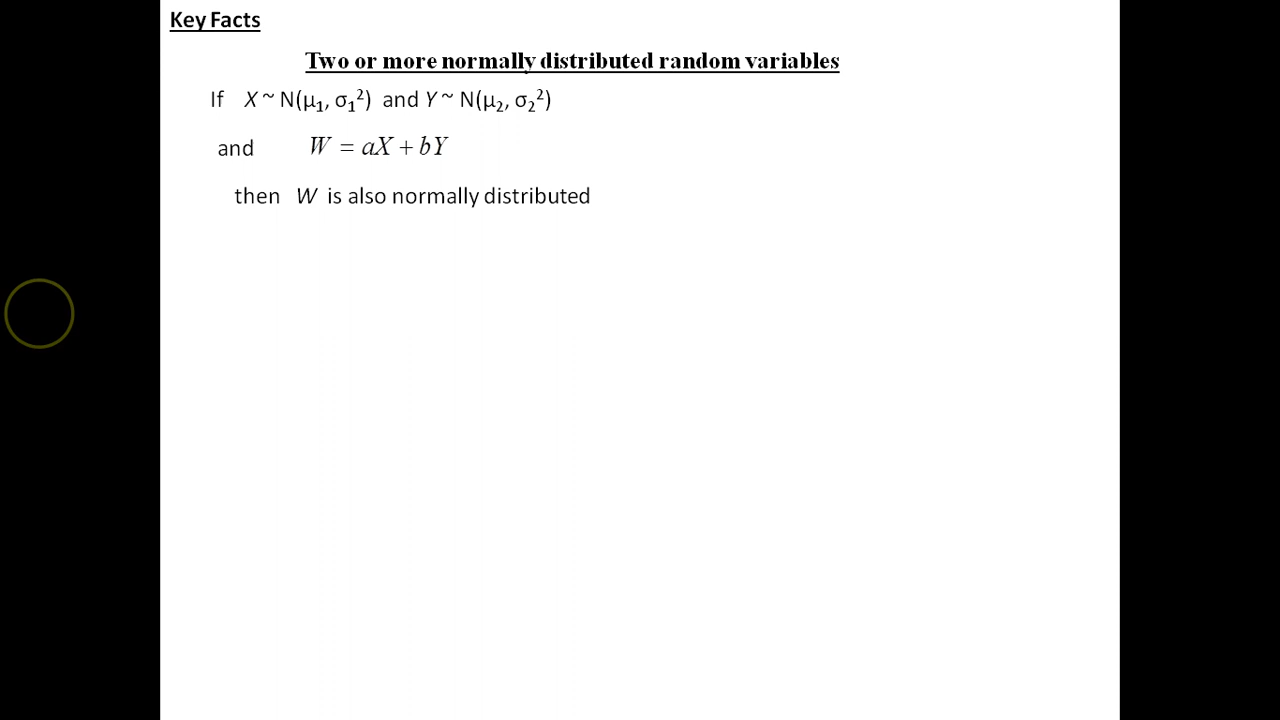 Key Facts
Two or more normally distributed random variables
If X ~ N(μ₁, σ₁²) and Y ~ N(μ₂, σ₂²)
and W = aX + bY
then W is also normally distributed